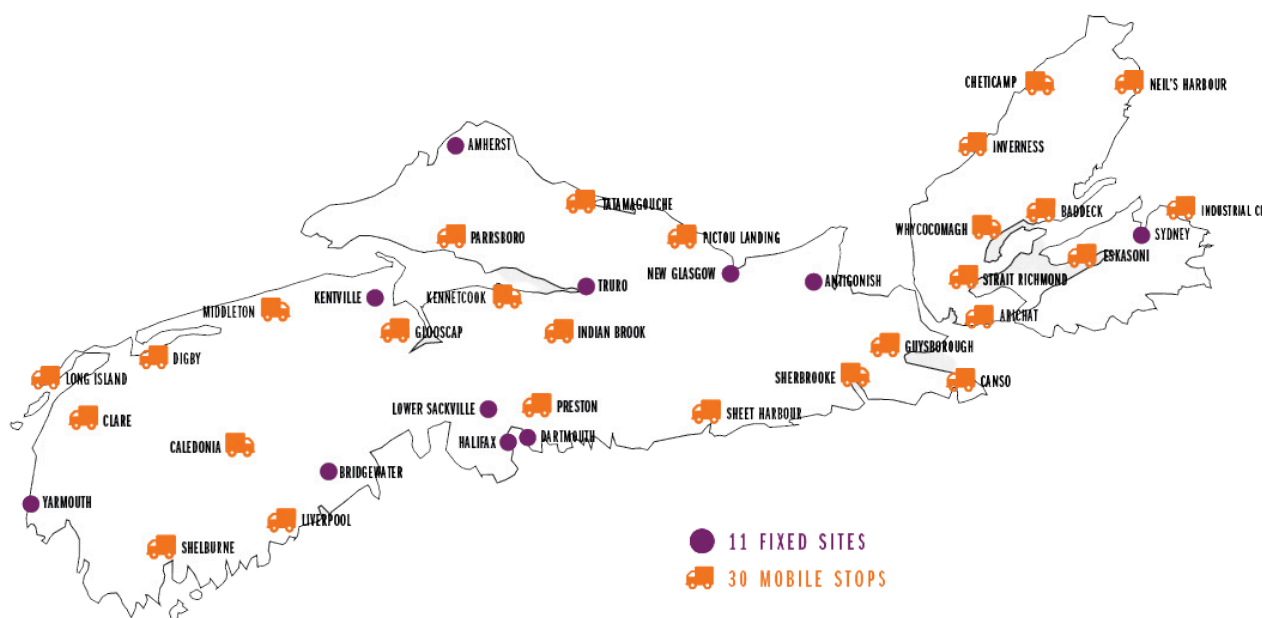 CHETICAMP
NEIL'S HARBOUR
AMHERST
INVERNESS
TATAMAGOUCHE
BADDECK
INDUSTRIAL
WHYCOCOMAGH
SYDNEY
PARRSBORO
PICTOU LANDING
ESKASONI
NEW GLASGOW
STRAIT RICHMOND
ANTIGONISH
TRURO
KENTVILLE
KENNETCOOK
MIDDLETON
ARICHAT
GLOOSCAP
INDIAN BROOK
GUYSBOROUGH
DIGBY
LONG ISLAND
SHERBROOKE
CANSO
PRESTON
LOWER SACKVILLE
SHEET HARBOUR
CLARE
DARTMOUTH
HALIFAX
CALEDONIA
BRIDGEWATER
YARMOUTH
LIVERPOOL
SHELBURNE
11 FIXED SITES
30 MOBILE STOPS